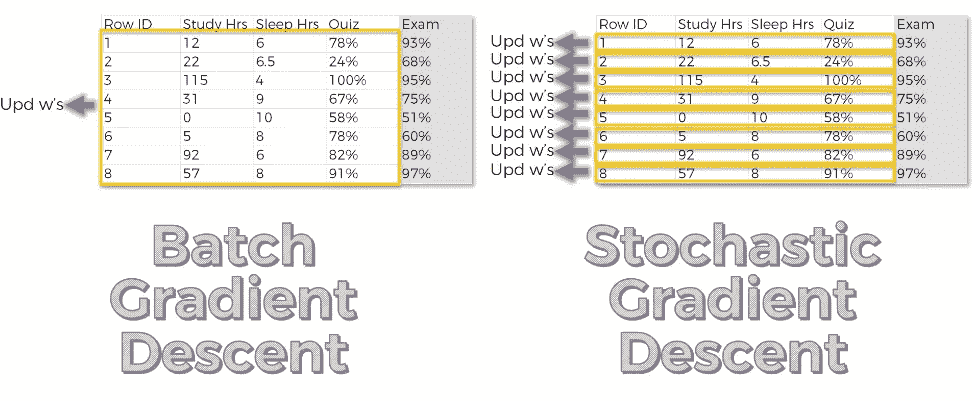 Row ID Study Hrs Sleep Hrs Quiz Exam
1 12 6 78% 93%
2 22 6.5 24% 68%
3 115 4 100% 95%
4 31 9 67% 75%
5 0 10 58% 51%
6 5 8 78% 60%
7 92 6 82% 89%
8 57 8 91% 97%
Upd w's
Batch
Gradient
Descent
Row ID Study Hrs Sleep Hrs Quiz Exam
Upd w's 1 12 6 78% 93%
Upd w's 2 22 6.5 24% 68%
Upd w's 3 115 4 100% 95%
Upd w's 4 31 9 67% 75%
Upd w's 5 0 10 58% 51%
Upd w's 6 5 8 78% 60%
Upd w's 7 92 6 82% 89%
Upd w's 8 57 8 91% 97%
Stochastic
Gradient
Descent